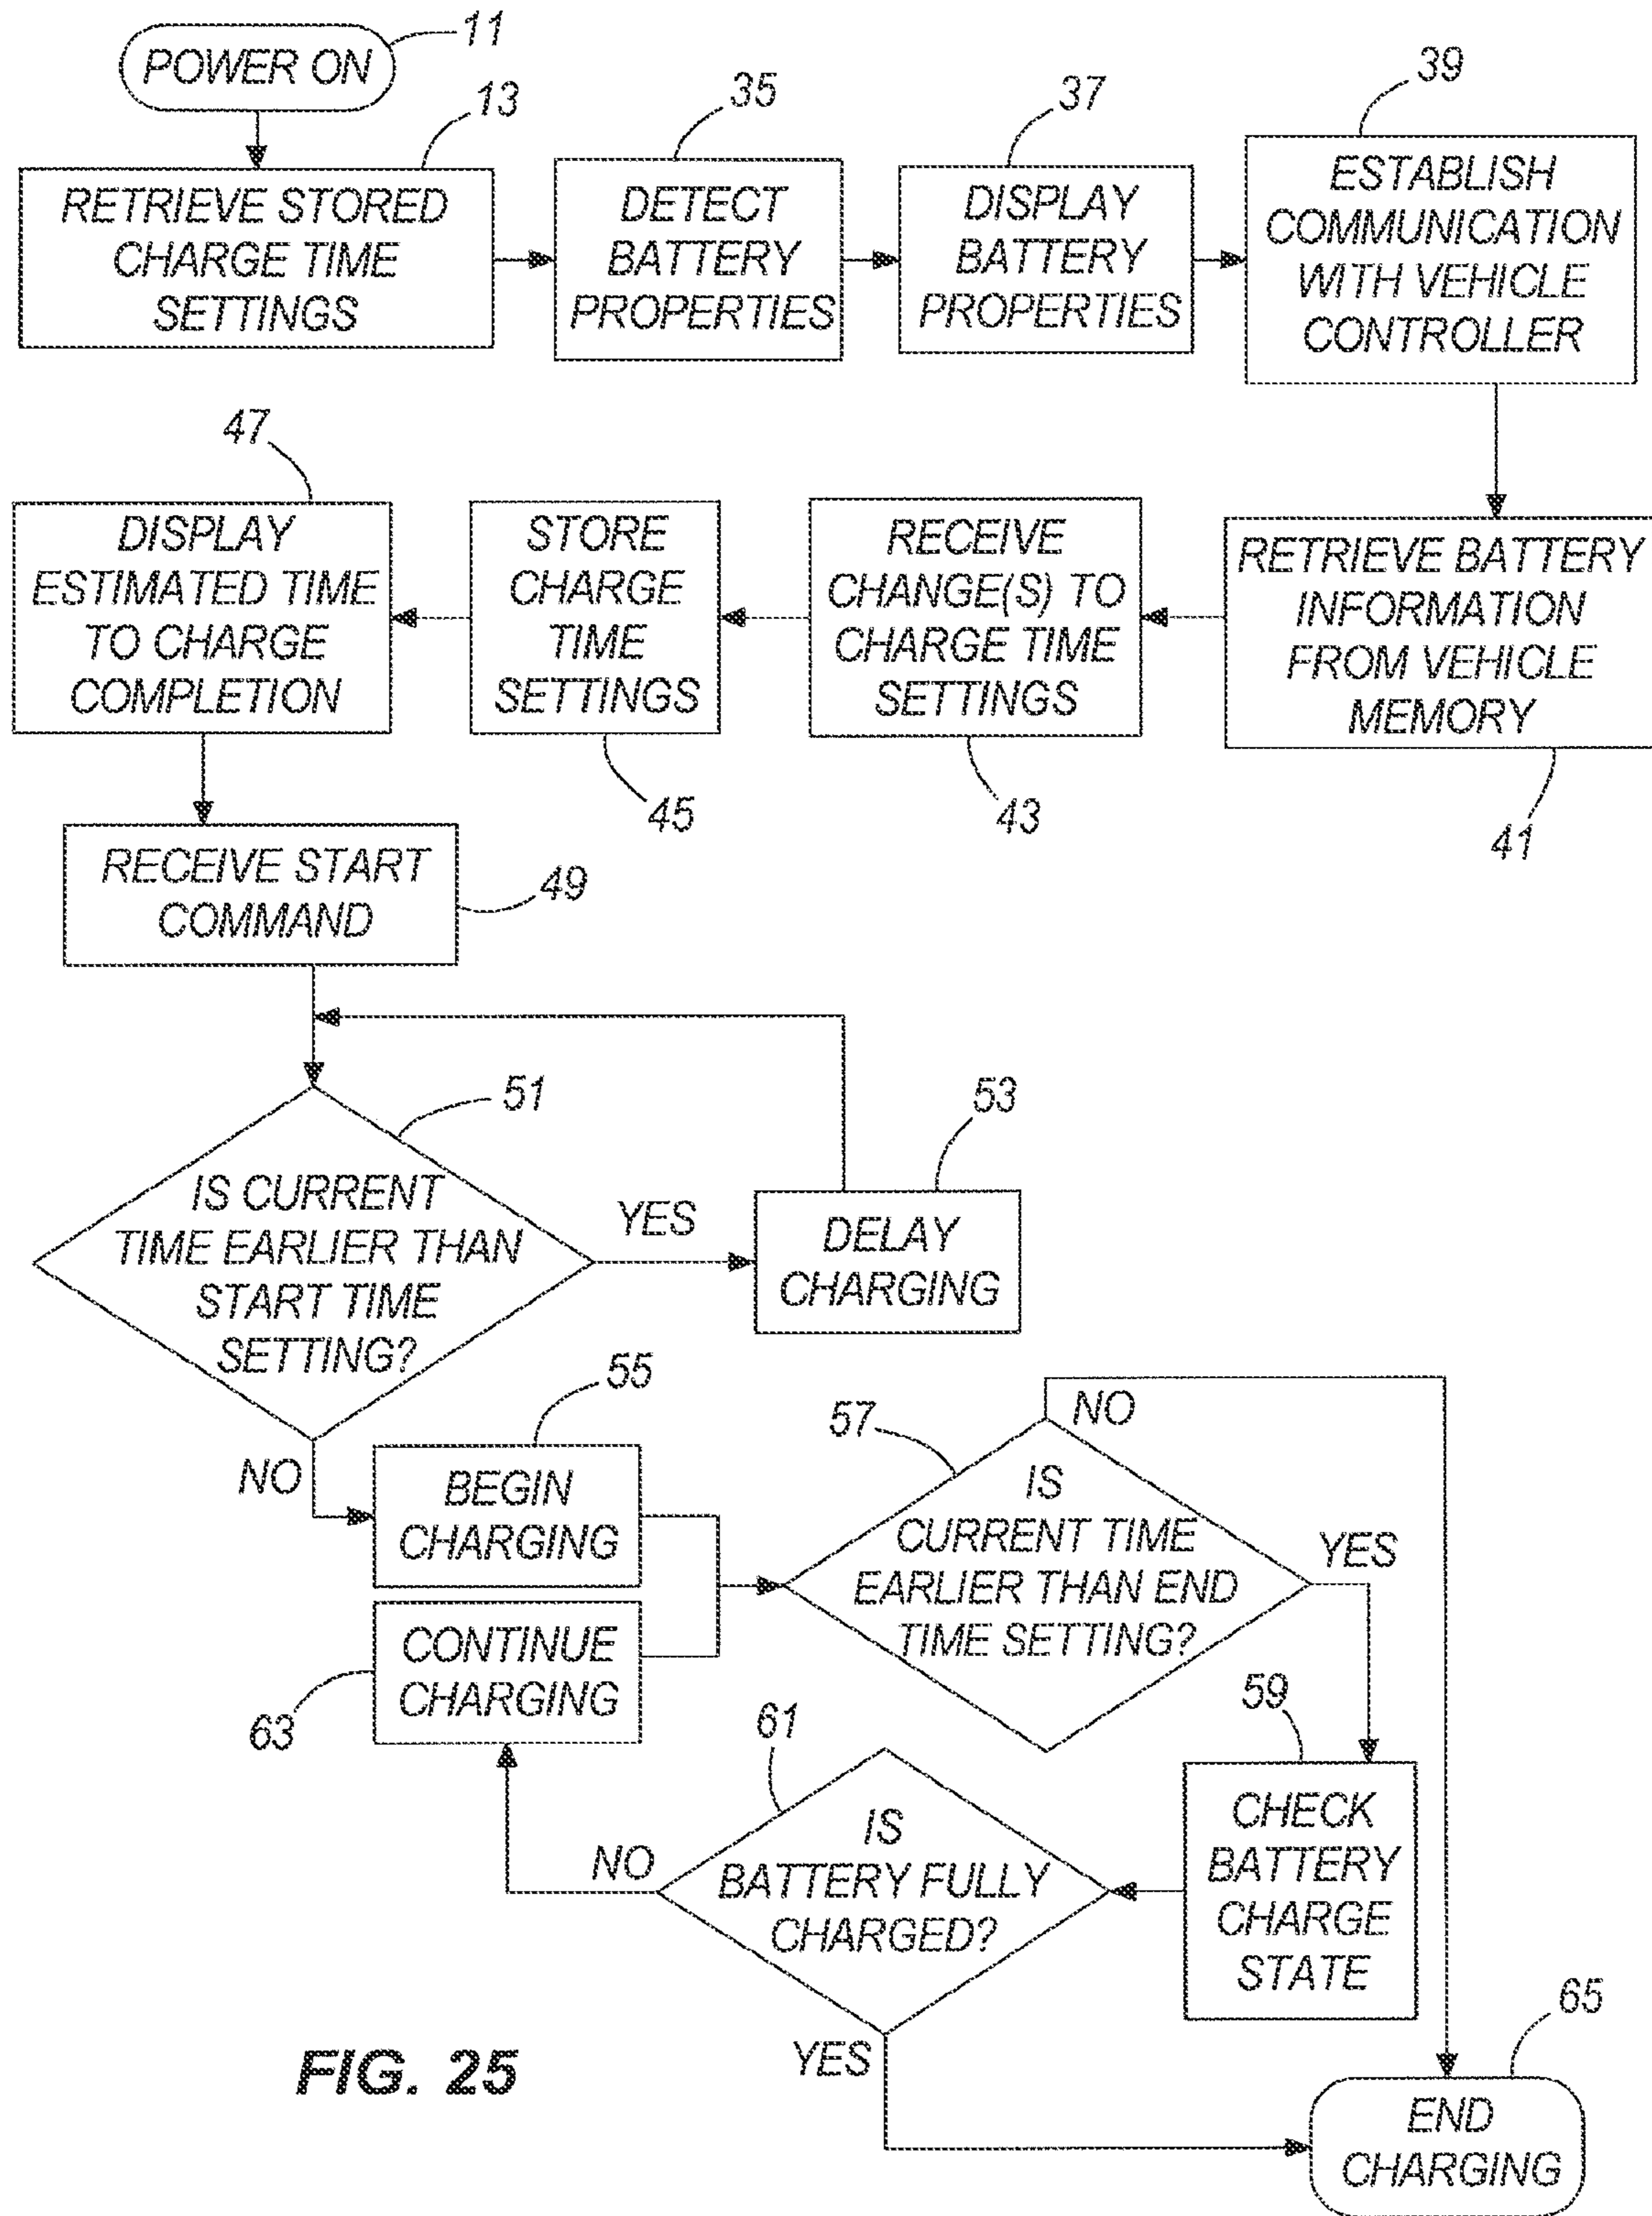 POWER ON
11
13
RETRIEVE STORED
CHARGE TIME
SETTINGS
35
DETECT
BATTERY
PROPERTIES
37
DISPLAY
BATTERY
PROPERTIES
39
ESTABLISH
COMMUNICATION
WITH VEHICLE
CONTROLLER
47
DISPLAY
ESTIMATED TIME
TO CHARGE
COMPLETION
STORE
CHARGE
TIME
SETTINGS
45
RECEIVE
CHANGE(S) TO
CHARGE TIME
SETTINGS
43
RETRIEVE BATTERY
INFORMATION
FROM VEHICLE
MEMORY
41
RECEIVE START
COMMAND
49
51
IS CURRENT
TIME EARLIER THAN
START TIME
SETTING?
YES
53
DELAY
CHARGING
NO
55
BEGIN
CHARGING
57
NO
IS
CURRENT TIME
EARLIER THAN END
TIME SETTING?
YES
CONTINUE
CHARGING
63
61
IS
BATTERY FULLY
CHARGED?
NO
YES
59
CHECK
BATTERY
CHARGE
STATE
65
END
CHARGING
FIG. 25